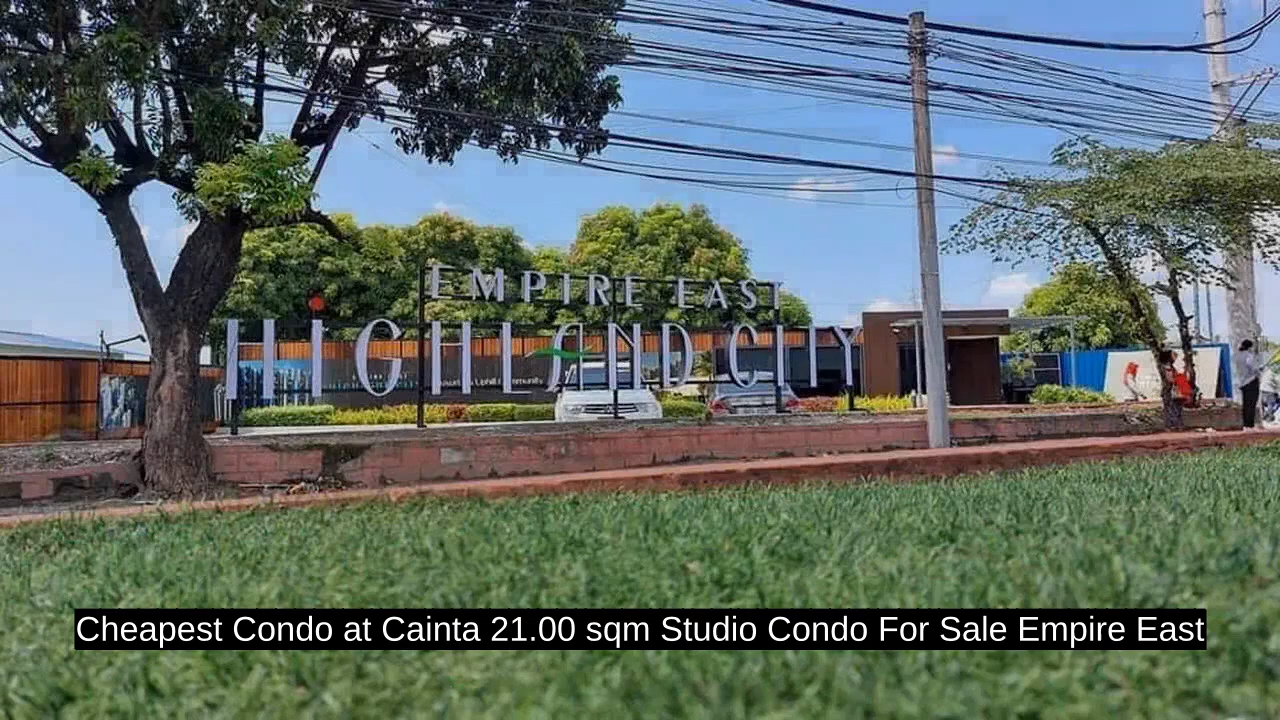 EMPIRE EAST
HIGHLAND CITY
Cheapest Condo at Cainta 21.00 sqm Studio Condo For Sale Empire East